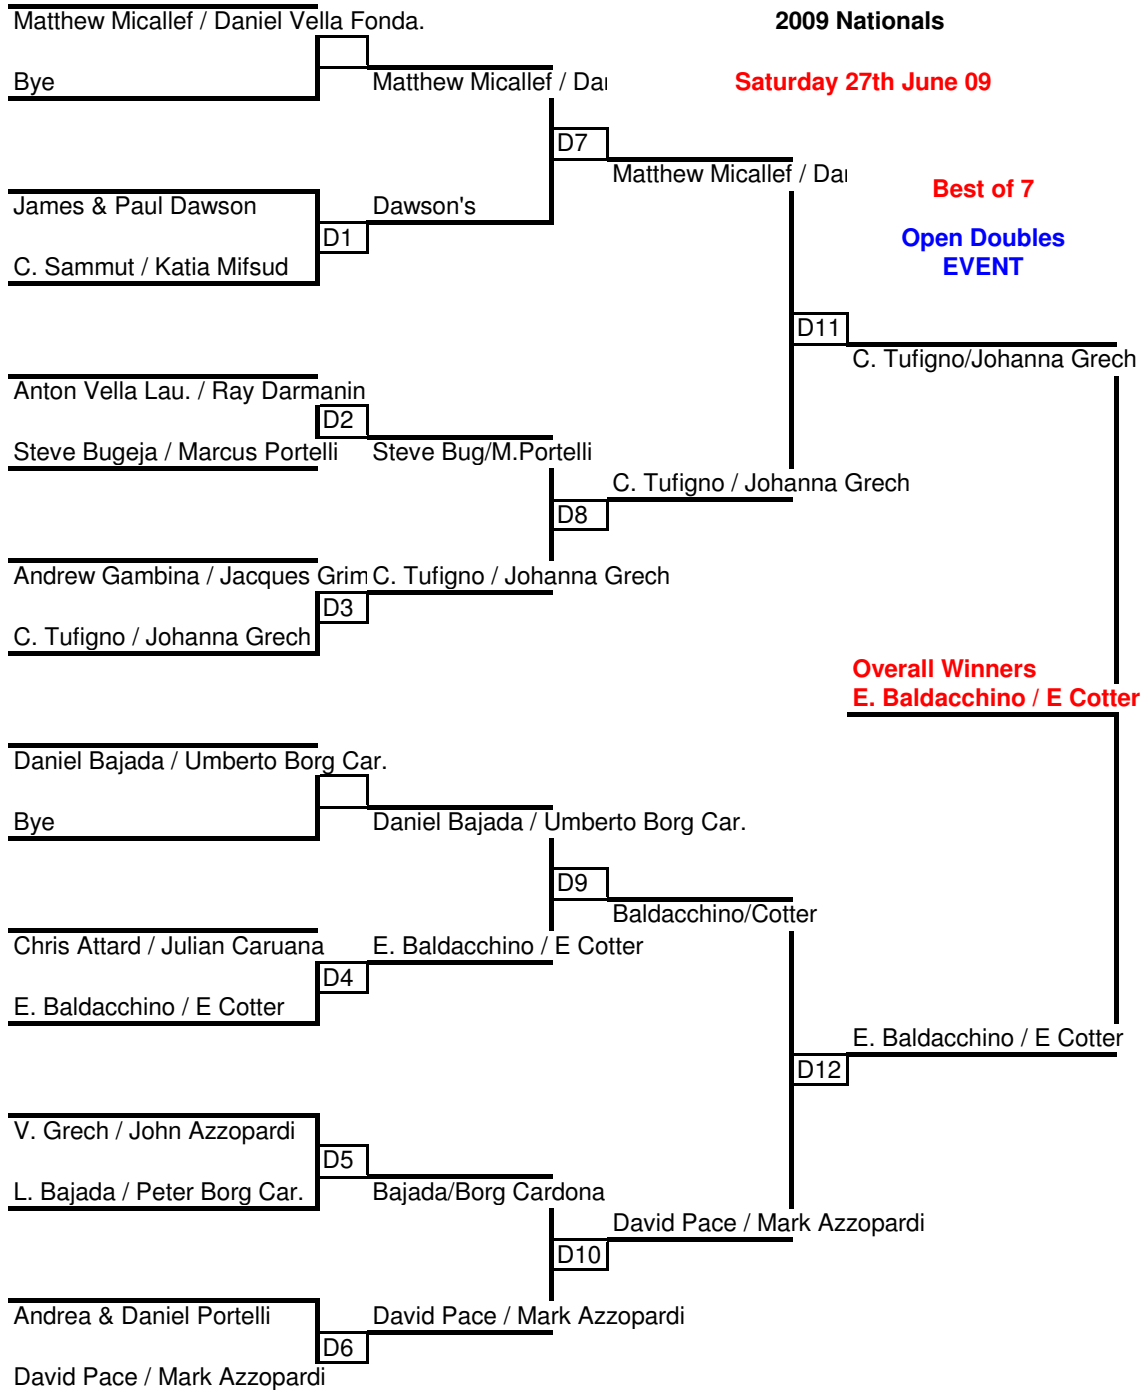 Matthew Micallef / Daniel Vella Fonda.
2009 Nationals
Bye
Matthew Micallef / Dan
Saturday 27th June 09
D7
Matthew Micallef / Dan
James & Paul Dawson
Dawson's
Best of 7
D1
Open Doubles
EVENT
C. Sammut / Katia Mifsud
D11
C. Tufigno/Johanna Grech
Anton Vella Lau. / Ray Darmanin
D2
Steve Bugeja / Marcus Portelli
Steve Bug/M.Portelli
C. Tufigno / Johanna Grech
D8
Andrew Gambina / Jacques Grim
C. Tufigno / Johanna Grech
D3
C. Tufigno / Johanna Grech
Overall Winners
E. Baldacchino / E Cotter
Daniel Bajada / Umberto Borg Car.
Bye
Daniel Bajada / Umberto Borg Car.
D9
Baldacchino/Cotter
Chris Attard / Julian Caruana
E. Baldacchino / E Cotter
D4
E. Baldacchino / E Cotter
E. Baldacchino / E Cotter
D12
V. Grech / John Azzopardi
D5
L. Bajada / Peter Borg Car.
Bajada/Borg Cardona
David Pace / Mark Azzopardi
D10
Andrea & Daniel Portelli
David Pace / Mark Azzopardi
D6
David Pace / Mark Azzopardi